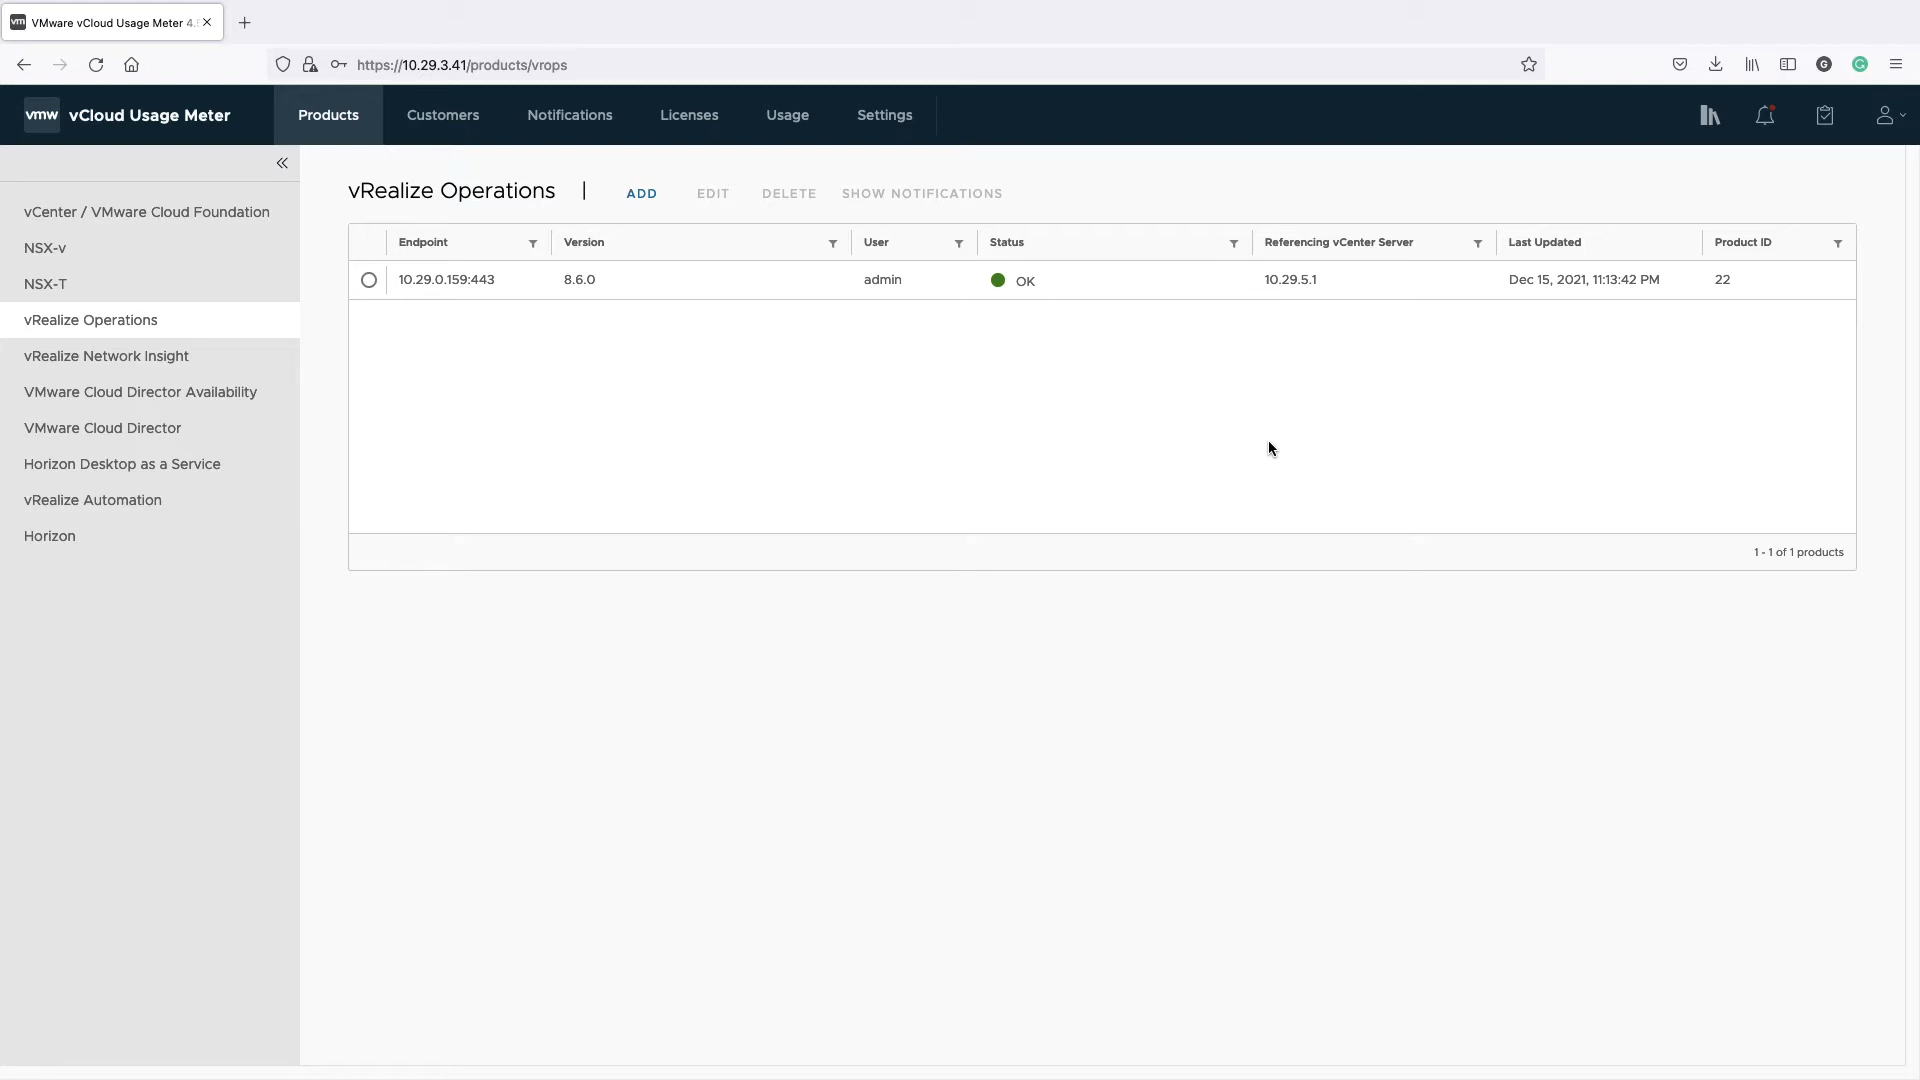 vm VMware vCloud Usage Meter 4.
https://10.29.3.41/products/vrops
G
vmw vCloud Usage Meter Products Customers Notifications Licenses Usage Settings
vRealize Operations | ADD EDIT DELETE SHOW NOTIFICATIONS
vCenter / VMware Cloud Foundation
NSX-v
NSX-T
vRealize Operations
vRealize Network Insight
VMware Cloud Director Availability
VMware Cloud Director
Horizon Desktop as a Service
vRealize Automation
Horizon
Endpoint Version User Status Referencing vCenter Server Last Updated Product ID
10.29.0.159:443 8.6.0 admin OK 10.29.5.1 Dec 15, 2021, 11:13:42 PM 22
1 - 1 of 1 products